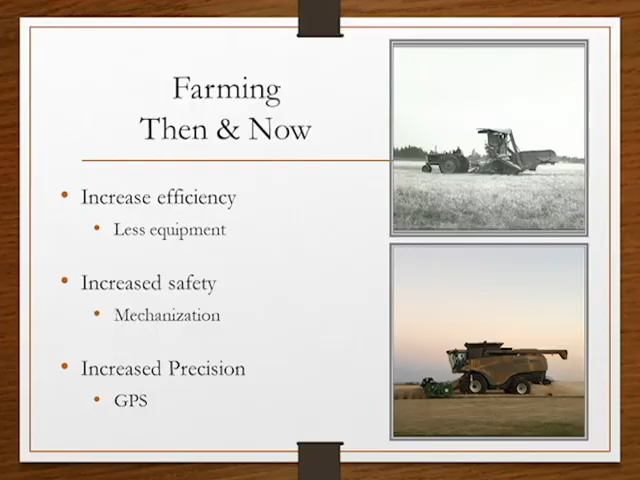 Farming
Then & Now
• Increase efficiency
• Less equipment
• Increased safety
• Mechanization
• Increased Precision
• GPS